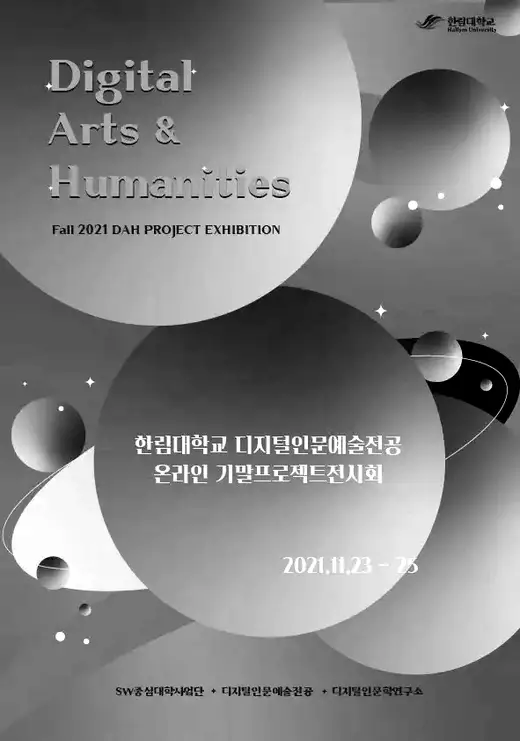 한림대학교
Hallym University
Digital
Arts &
Humanities
Fall 2021 DAH PROJECT EXHIBITION
한림대학교 디지털인문예술전공
온라인 기말프로젝트전시회
2021.11.23 - 25
SW중심대학사업단 + 디지털인문예술전공 + 디지털인문학연구소